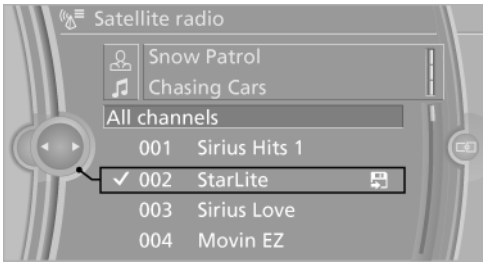 Satellite radio
Snow Patrol
Chasing Cars
All channels
001 Sirius Hits 1
002 StarLite
003 Sirius Love
004 Movin EZ